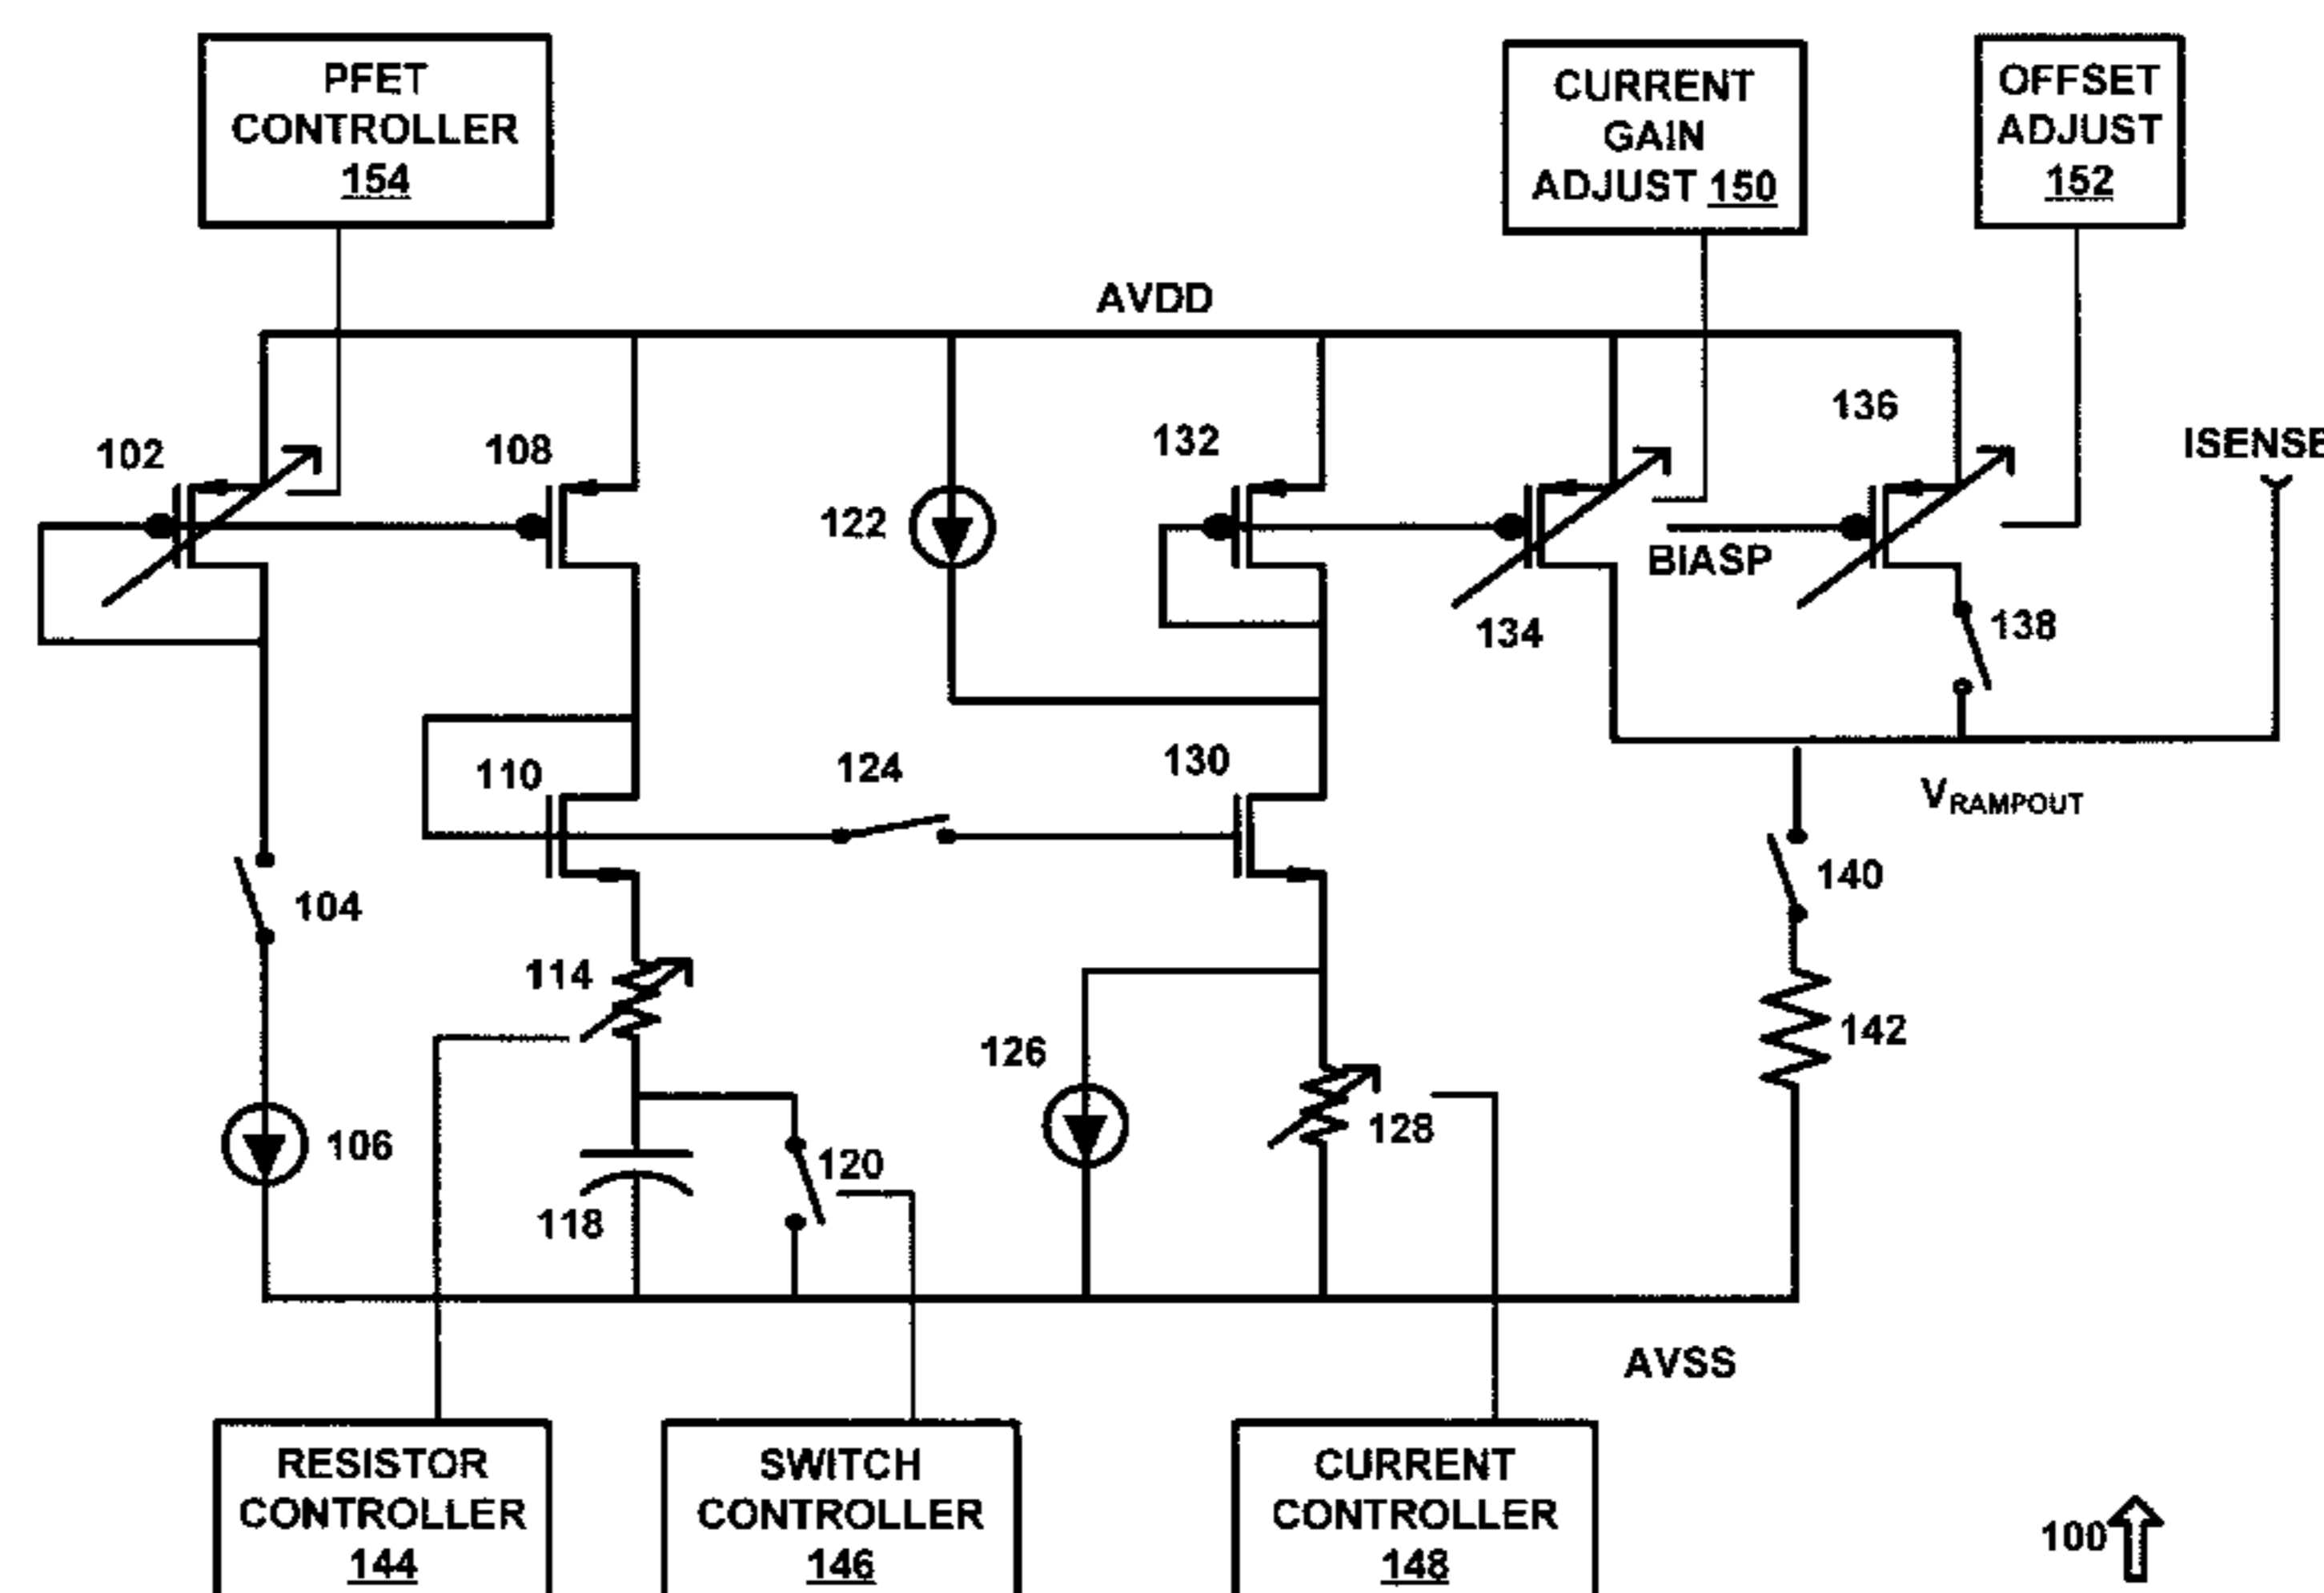 PFET
CONTROLLER
154
CURRENT
GAIN
ADJUST 150
OFFSET
ADJUST
152
AVDD
102
108
122
132
134
136
ISENSE
BIASP
138
110
124
130
VRAMPOUT
104
140
114
126
142
106
128
120
118
AVSS
RESISTOR
CONTROLLER
144
SWITCH
CONTROLLER
146
CURRENT
CONTROLLER
148
100